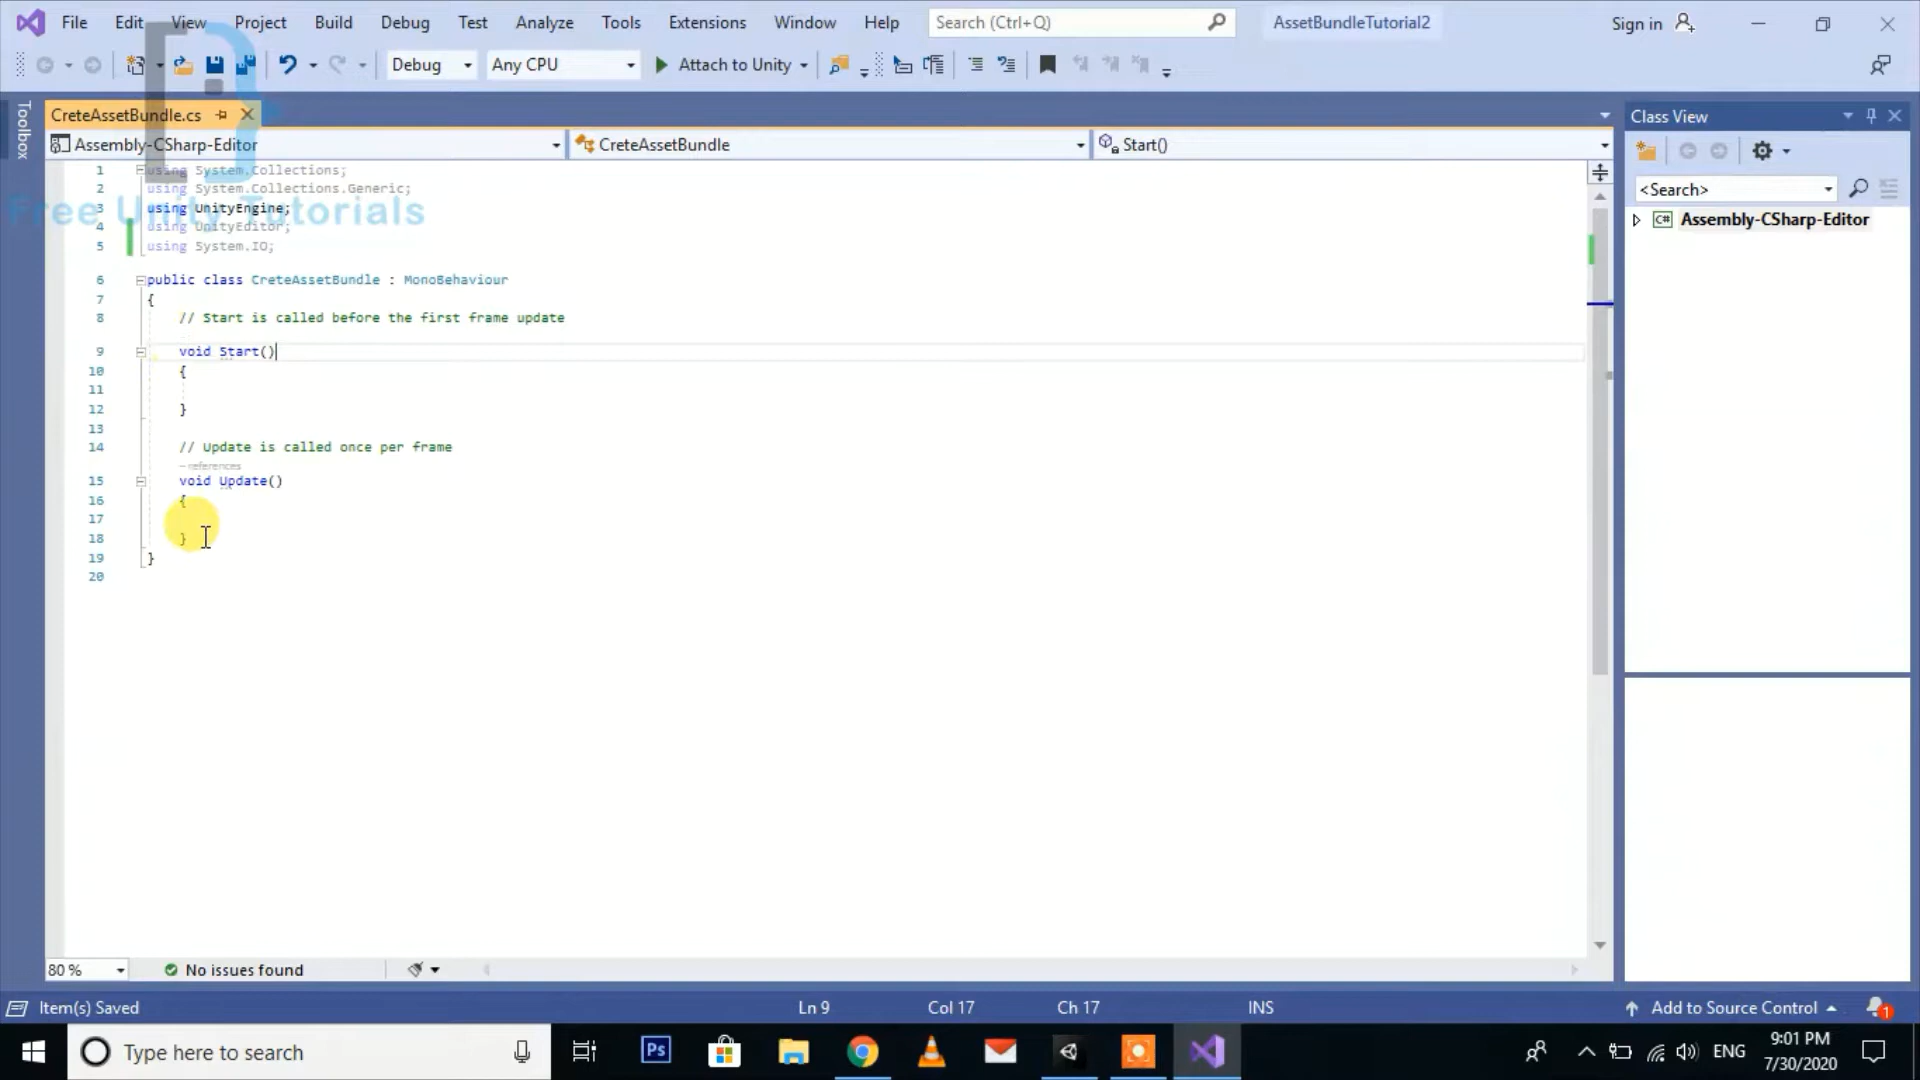 File Edit View Project Build Debug Test Analyze Tools Extensions Window Help Search (Ctrl+Q) AssetBundleTutorial2 Sign in
Debug Any CPU Attach to Unity
Toolbox
CreteAssetBundle.cs
Class View
Assembly-CSharp-Editor CreteAssetBundle Start()
<Search>
Assembly-CSharp-Editor
1 using System.Collections;
2 using System.Collections.Generic;
3 using UnityEngine;
Free Unity Tutorials
4 using UnityEditor;
5 using System.IO;
6 public class CreteAssetBundle : MonoBehaviour
7 {
8 // Start is called before the first frame update
9 void Start()
10 {
11
12 }
13
14 // Update is called once per frame
– references
15 void Update()
16 {
17
18 }
19 }
20
80 % No issues found
Item(s) Saved Ln 9 Col 17 Ch 17 INS Add to Source Control 1
Type here to search Ps ENG 9:01 PM
7/30/2020